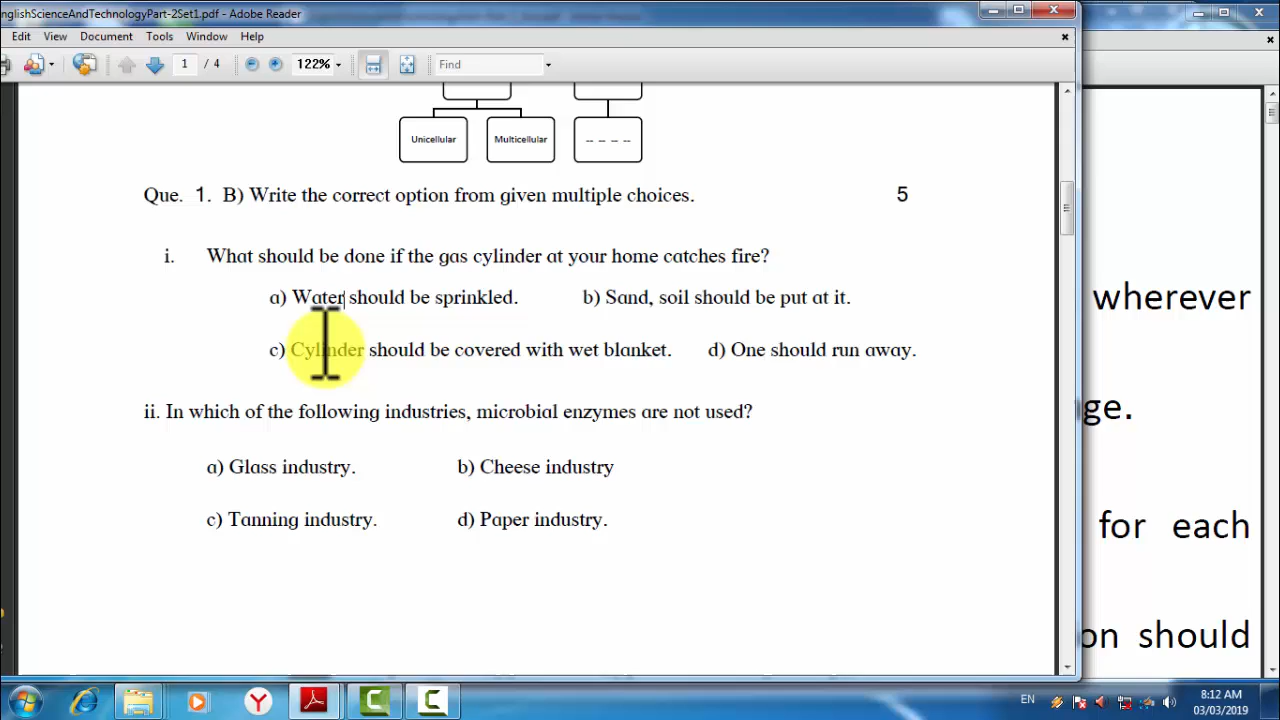 nglishScienceAndTechnologyPart-2Set1.pdf - Adobe Reader
Edit View Document Tools Window Help
1 / 4 122% Find
Unicellular Multicellular _ _ _ _
Que. 1. B) Write the correct option from given multiple choices. 5
i. What should be done if the gas cylinder at your home catches fire?
a) Water should be sprinkled. b) Sand, soil should be put at it.
c) Cylinder should be covered with wet blanket. d) One should run away.
ii. In which of the following industries, microbial enzymes are not used?
a) Glass industry. b) Cheese industry
c) Tanning industry. d) Paper industry.
wherever
ge.
for each
on should
EN 8:12 AM
03/03/2019